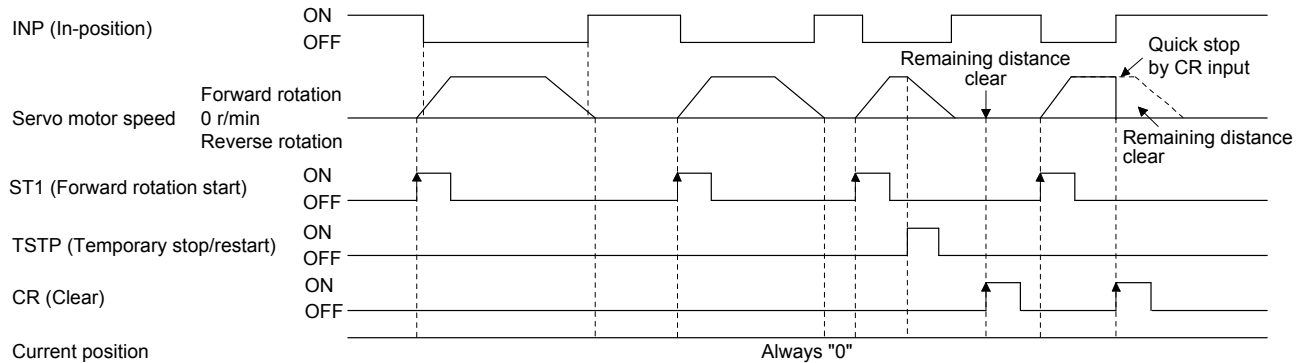 INP (In-position)
ON
OFF
Remaining distance
clear
Quick stop
by CR input
Servo motor speed
Forward rotation
0 r/min
Reverse rotation
Remaining distance
clear
ST1 (Forward rotation start)
ON
OFF
TSTP (Temporary stop/restart)
ON
OFF
CR (Clear)
ON
OFF
Current position
Always "0"